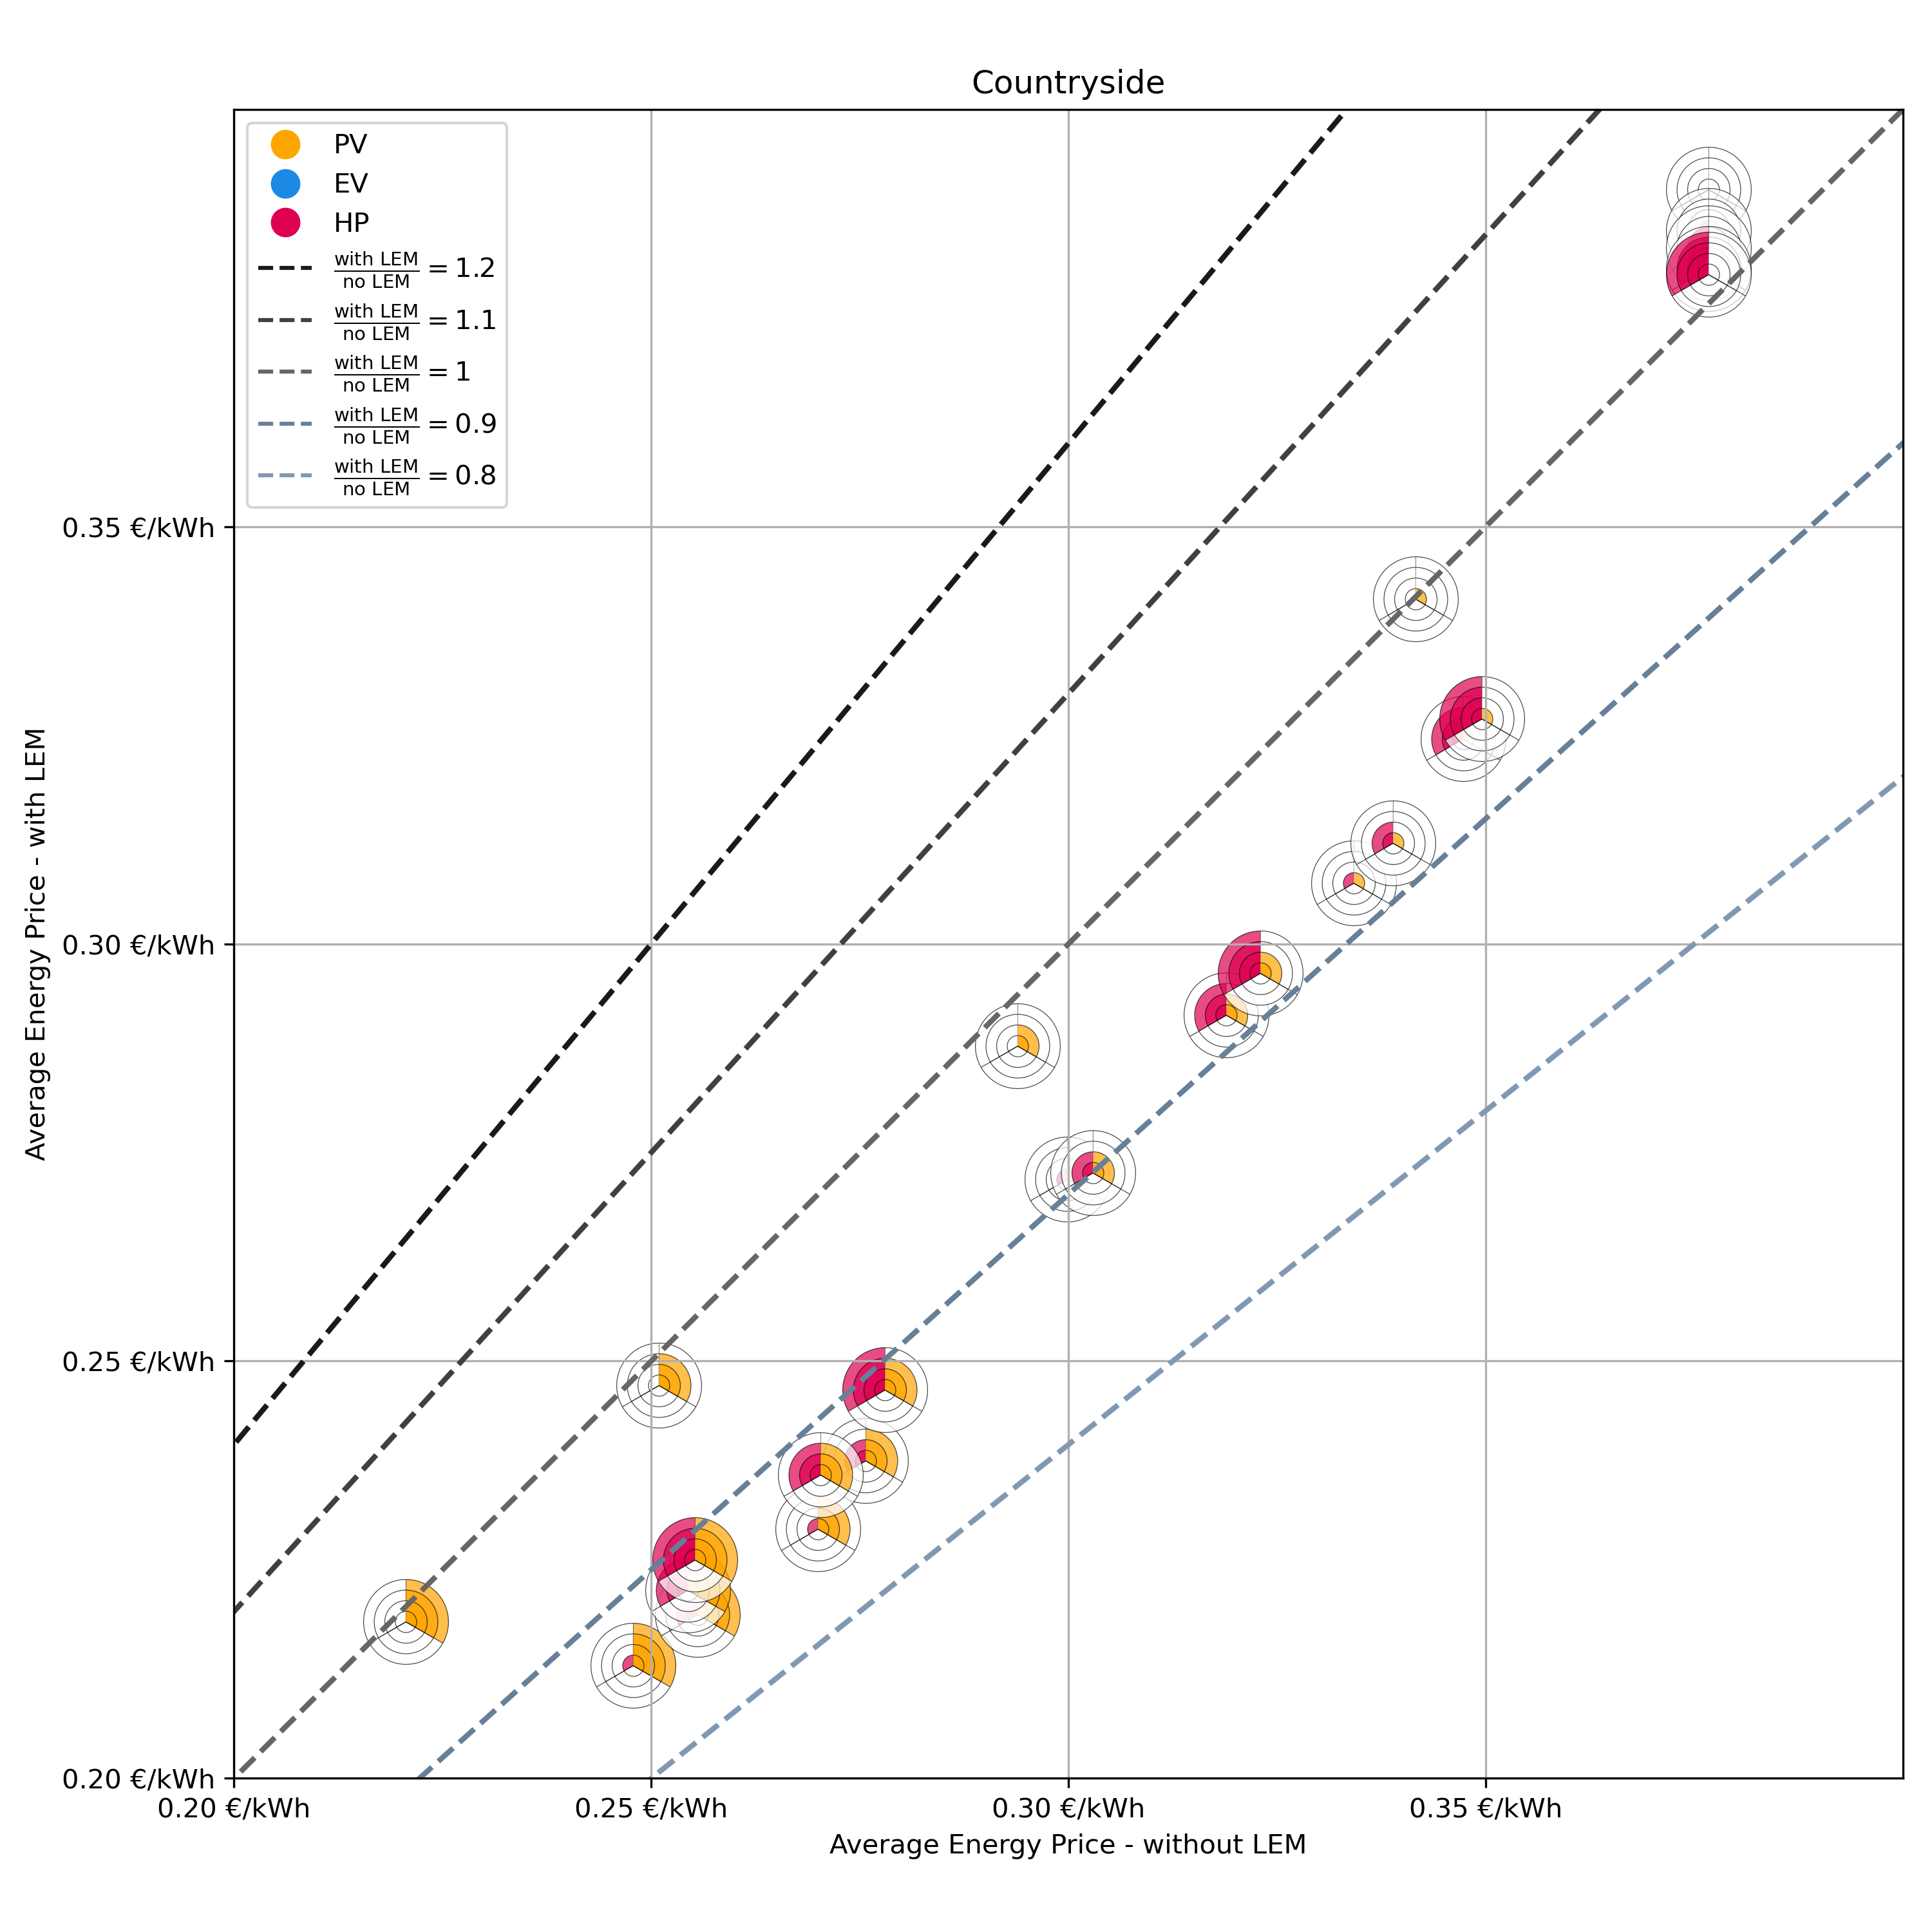 Countryside
PV
EV
HP
with LEM / no LEM = 1.2
with LEM / no LEM = 1.1
with LEM / no LEM = 1
with LEM / no LEM = 0.9
with LEM / no LEM = 0.8
Average Energy Price - with LEM
0.35 €/kWh
0.30 €/kWh
0.25 €/kWh
0.20 €/kWh
0.20 €/kWh
0.25 €/kWh
0.30 €/kWh
0.35 €/kWh
Average Energy Price - without LEM